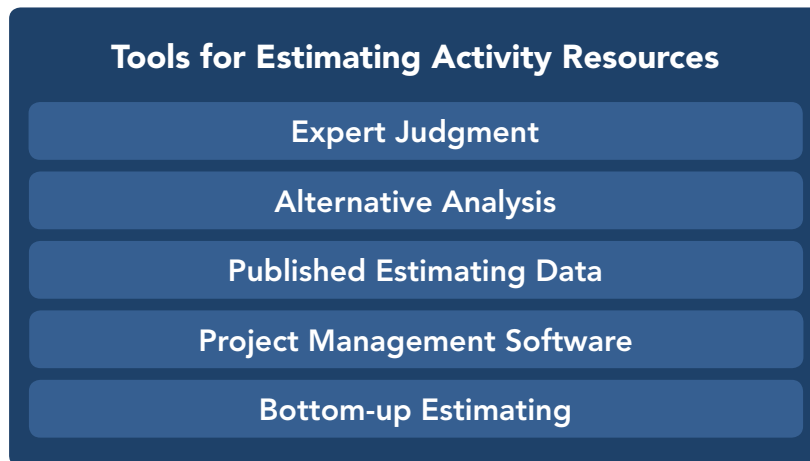 Tools for Estimating Activity Resources
Expert Judgment
Alternative Analysis
Published Estimating Data
Project Management Software
Bottom-up Estimating